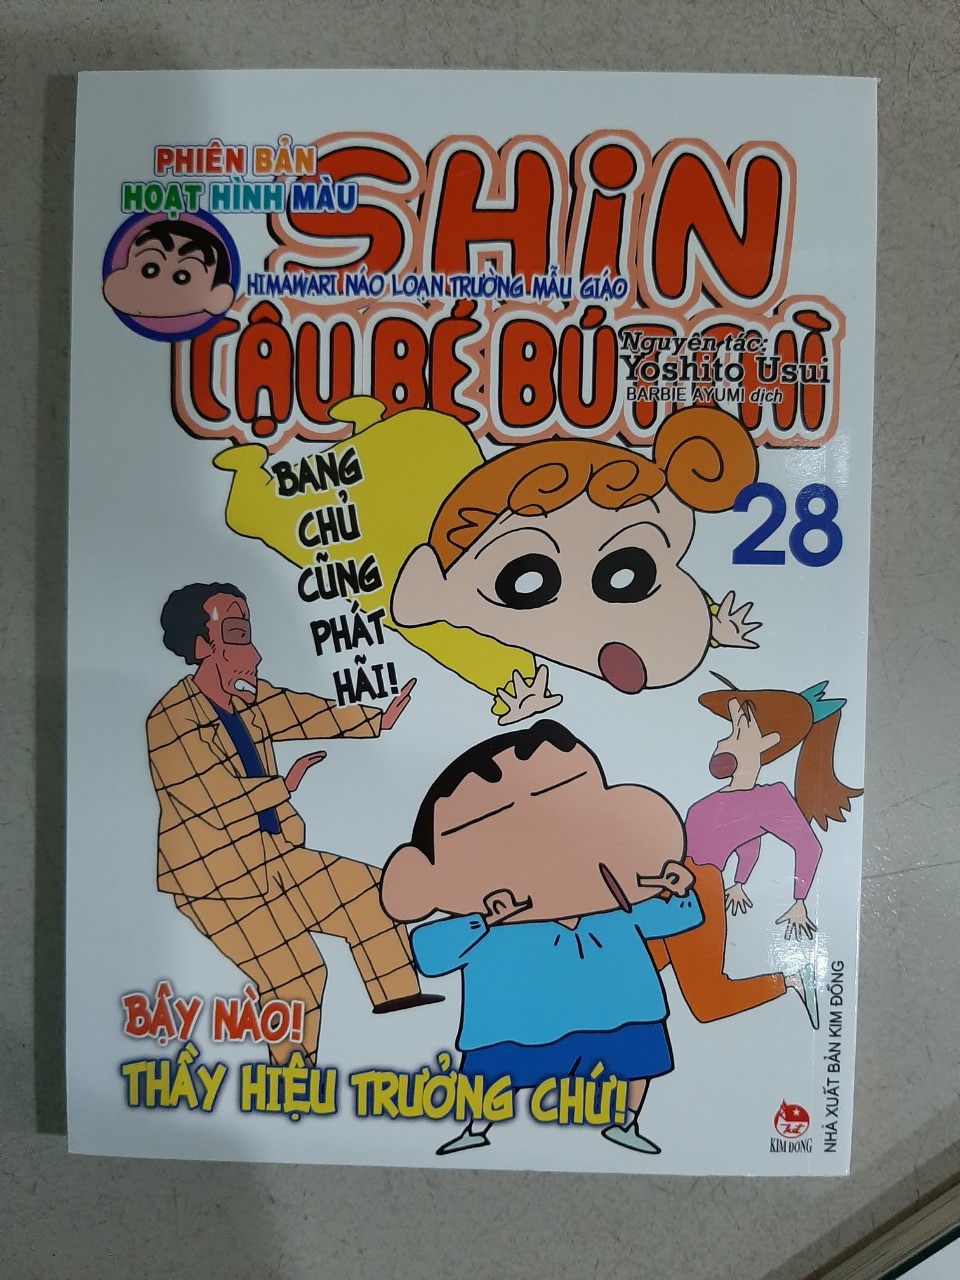 PHIÊN BẢN
HOẠT HÌNH MÀU
SHiN
HIMAWARI NÁO LOẠN TRƯỜNG MẪU GIÁO
CẬU BÉ BÚT CHÌ
Nguyên tác:
Yoshito Usui
BARBIE AYUMI dịch
28
BANG
CHỦ
CŨNG
PHÁT
HÃI!
BẬY NÀO!
THẦY HIỆU TRƯỞNG CHỨ!
KIM ĐỒNG
NHÀ XUẤT BẢN KIM ĐỒNG